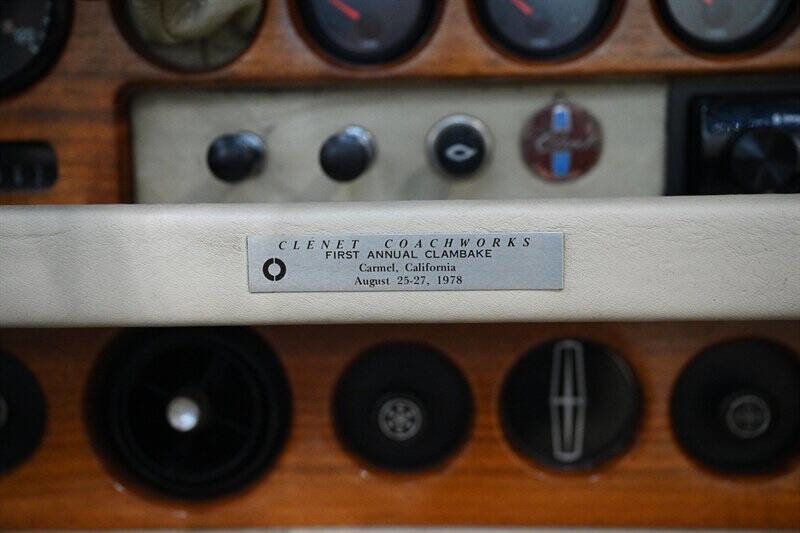 CLENET COACHWORKS
FIRST ANNUAL CLAMBAKE
Carmel, California
August 25-27, 1978